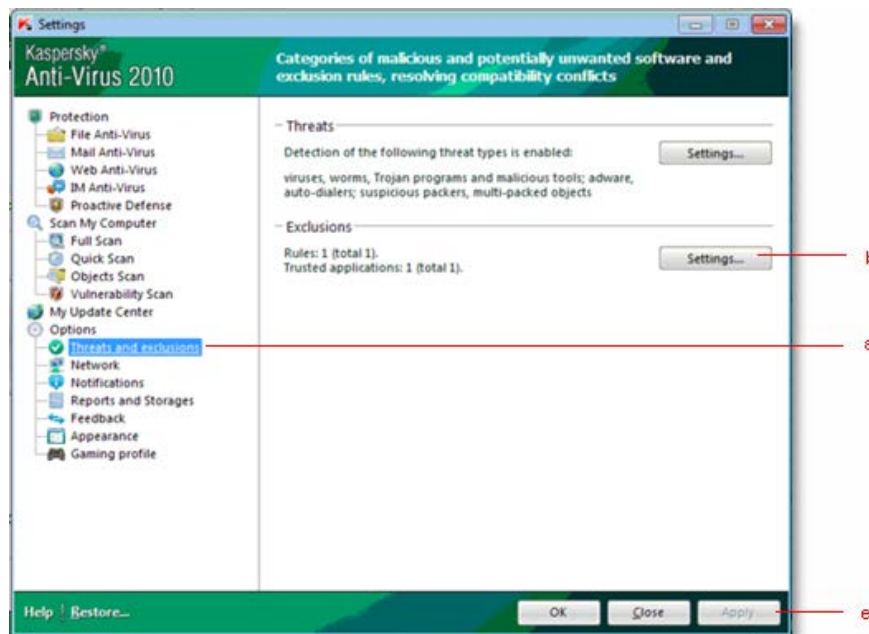 Settings
Kaspersky®
Anti-Virus 2010
Categories of malicious and potentially unwanted software and
exclusion rules, resolving compatibility conflicts
Protection
File Anti-Virus
Mail Anti-Virus
Web Anti-Virus
IM Anti-Virus
Proactive Defense
Scan My Computer
Full Scan
Quick Scan
Objects Scan
Vulnerability Scan
My Update Center
Options
Threats and exclusions
Network
Notifications
Reports and Storages
Feedback
Appearance
Gaming profile
Threats
Detection of the following threat types is enabled:
Settings...
viruses, worms, Trojan programs and malicious tools; adware,
auto-dialers; suspicious packers, multi-packed objects
Exclusions
Rules: 1 (total 1).
Trusted applications: 1 (total 1).
Settings...
b
a
Help | Restore...
OK
Close
Apply
e